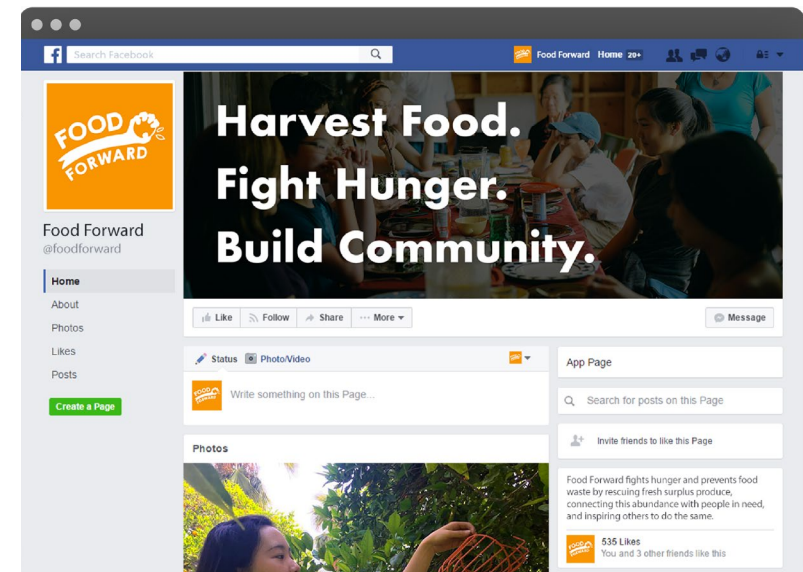 Search Facebook
Food Forward Home 20+
FOOD
FORWARD
Harvest Food.
Fight Hunger.
Build Community.
Food Forward
@foodforward
Home
About
Photos
Likes
Posts
Create a Page
Like Follow Share ··· More
Message
Status Photo/Video
FOOD
FORWARD
Write something on this Page...
Photos
App Page
Search for posts on this Page
Invite friends to like this Page
Food Forward fights hunger and prevents food
waste by rescuing fresh surplus produce,
connecting this abundance with people in need,
and inspiring others to do the same.
535 Likes
You and 3 other friends like this